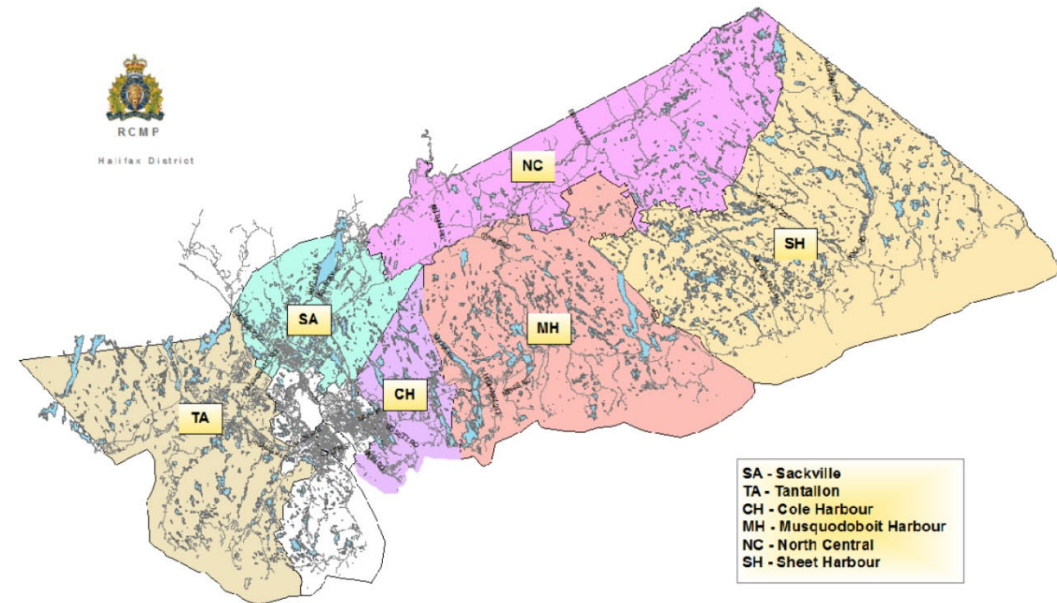 RCMP
Halifax District
NC
SH
SA
MH
CH
TA
SA - Sackville
TA - Tantallon
CH - Cole Harbour
MH - Musquodoboit Harbour
NC - North Central
SH - Sheet Harbour